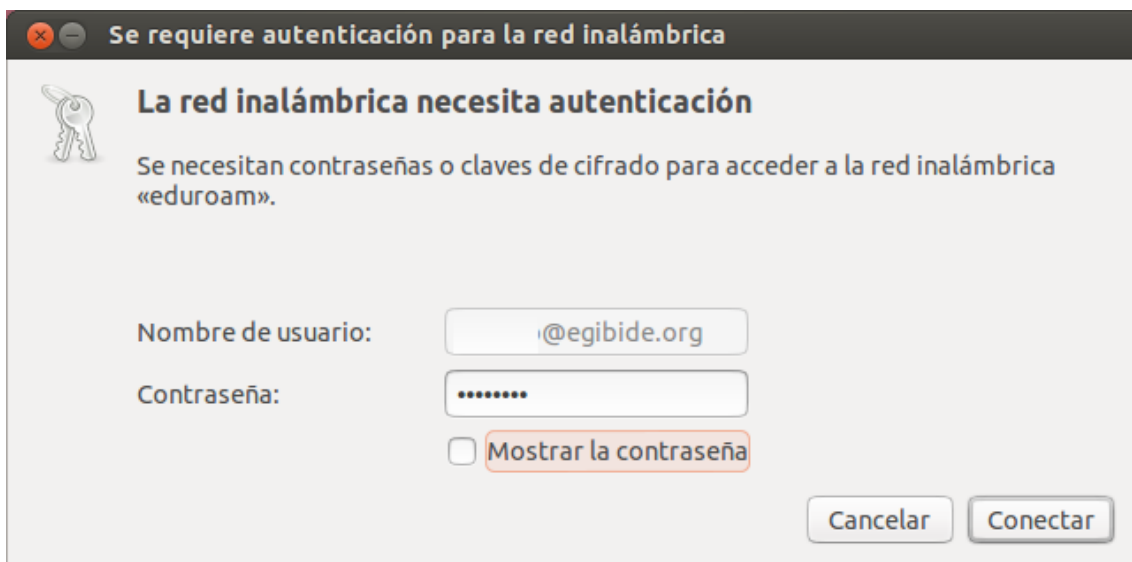 Se requiere autenticación para la red inalámbrica
La red inalámbrica necesita autenticación
Se necesitan contraseñas o claves de cifrado para acceder a la red inalámbrica
«eduroam».
Nombre de usuario: @egibide.org
Contraseña: ••••••••
Mostrar la contraseña
Cancelar Conectar